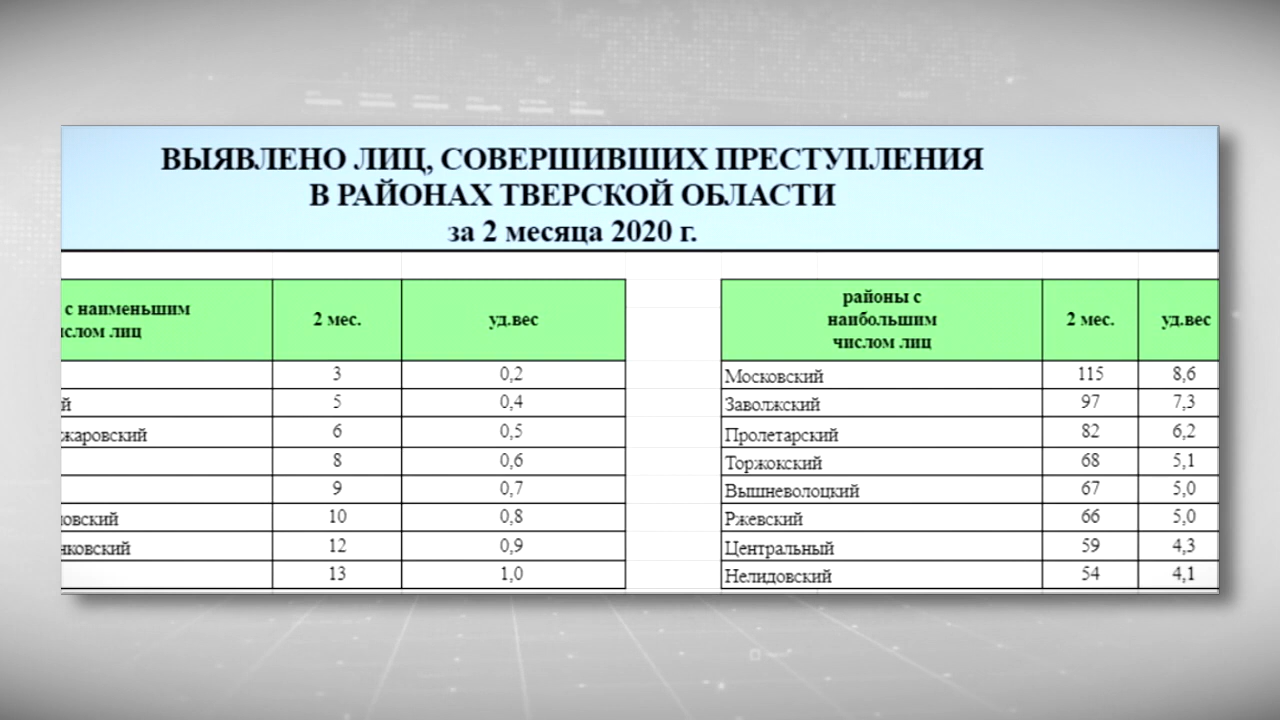 ВЫЯВЛЕНО ЛИЦ, СОВЕРШИВШИХ ПРЕСТУПЛЕНИЯ
В РАЙОНАХ ТВЕРСКОЙ ОБЛАСТИ
за 2 месяца 2020 г.
с наименьшим
слом лиц
2 мес.
уд.вес
районы с
наибольшим
числом лиц
2 мес.
уд.вес
3 0,2 Московский 115 8,6
й 5 0,4 Заволжский 97 7,3
жаровский 6 0,5 Пролетарский 82 6,2
8 0,6 Торжокский 68 5,1
9 0,7 Вышневолоцкий 67 5,0
овский 10 0,8 Ржевский 66 5,0
нковский 12 0,9 Центральный 59 4,3
13 1,0 Нелидовский 54 4,1